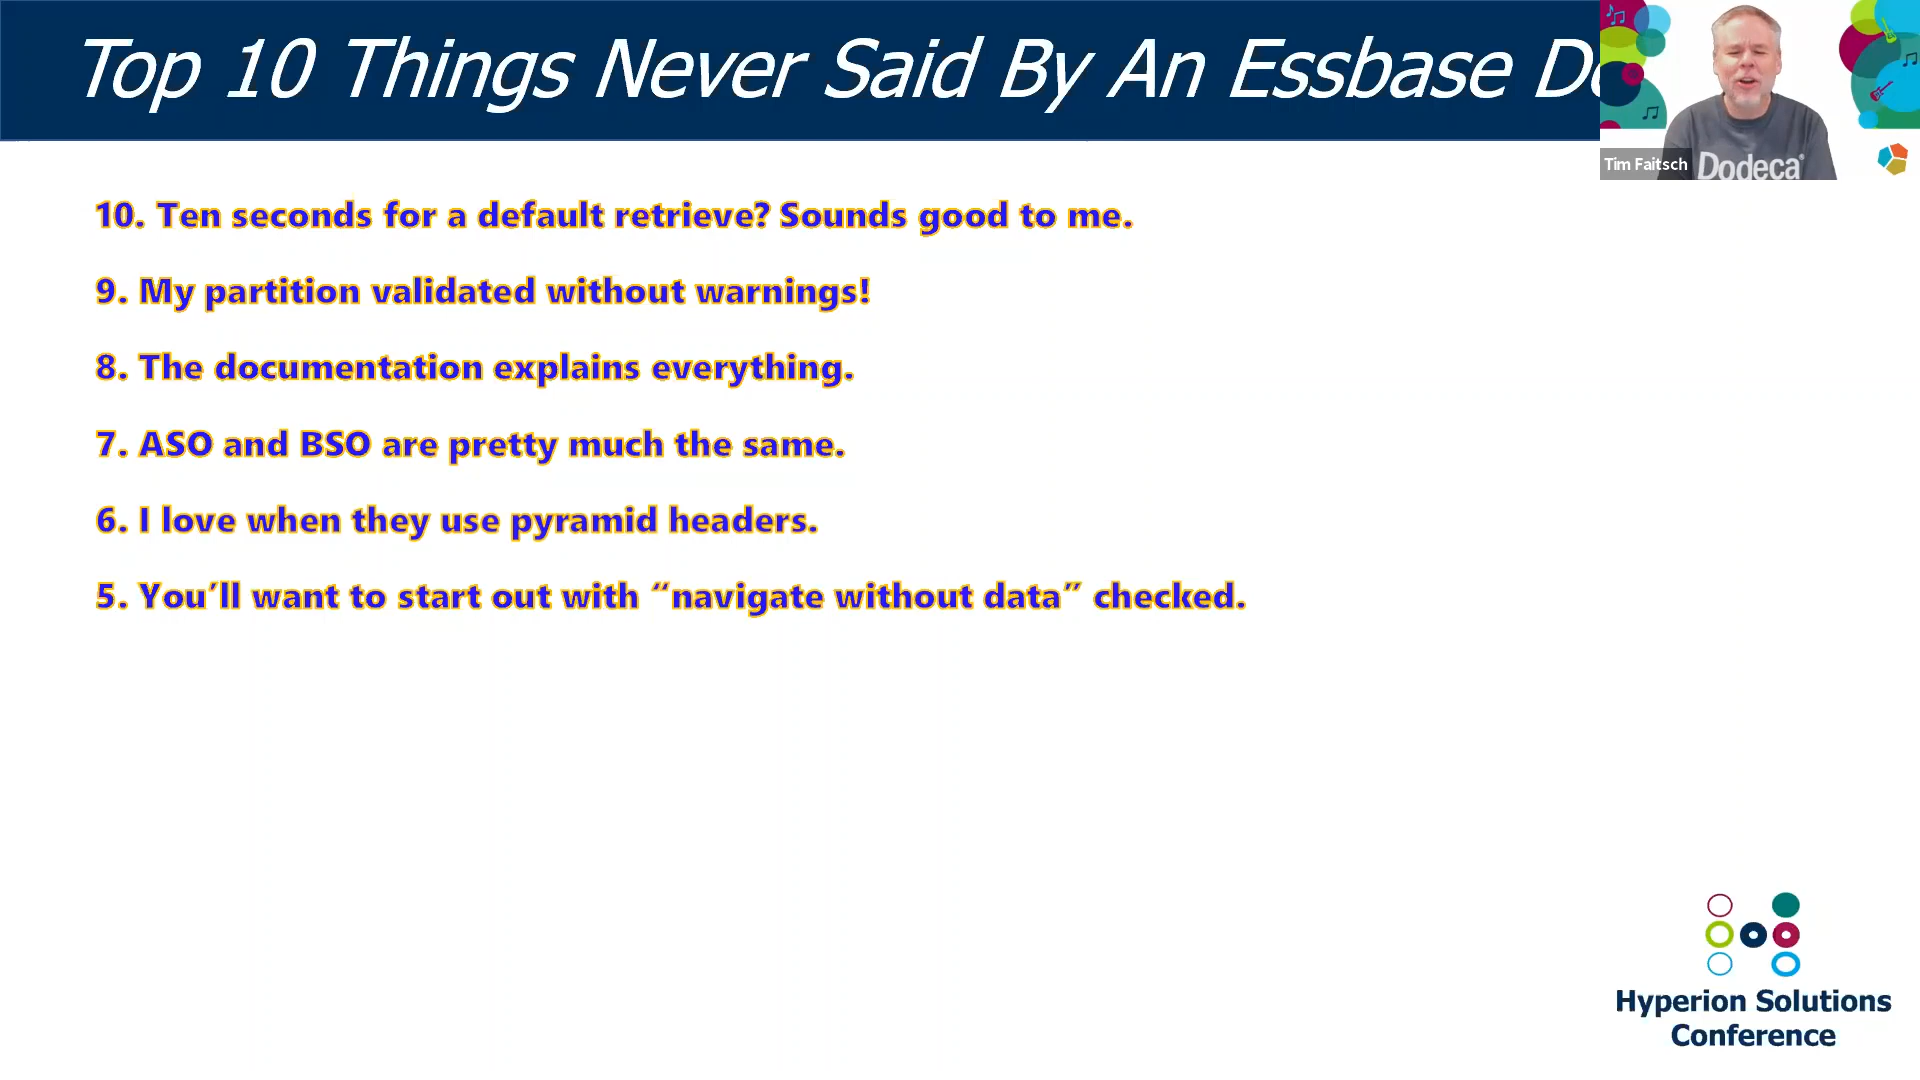 Top 10 Things Never Said By An Essbase
Tim Faitsch
Dodeca®
10. Ten seconds for a default retrieve? Sounds good to me.
9. My partition validated without warnings!
8. The documentation explains everything.
7. ASO and BSO are pretty much the same.
6. I love when they use pyramid headers.
5. You’ll want to start out with “navigate without data” checked.
Hyperion Solutions
Conference